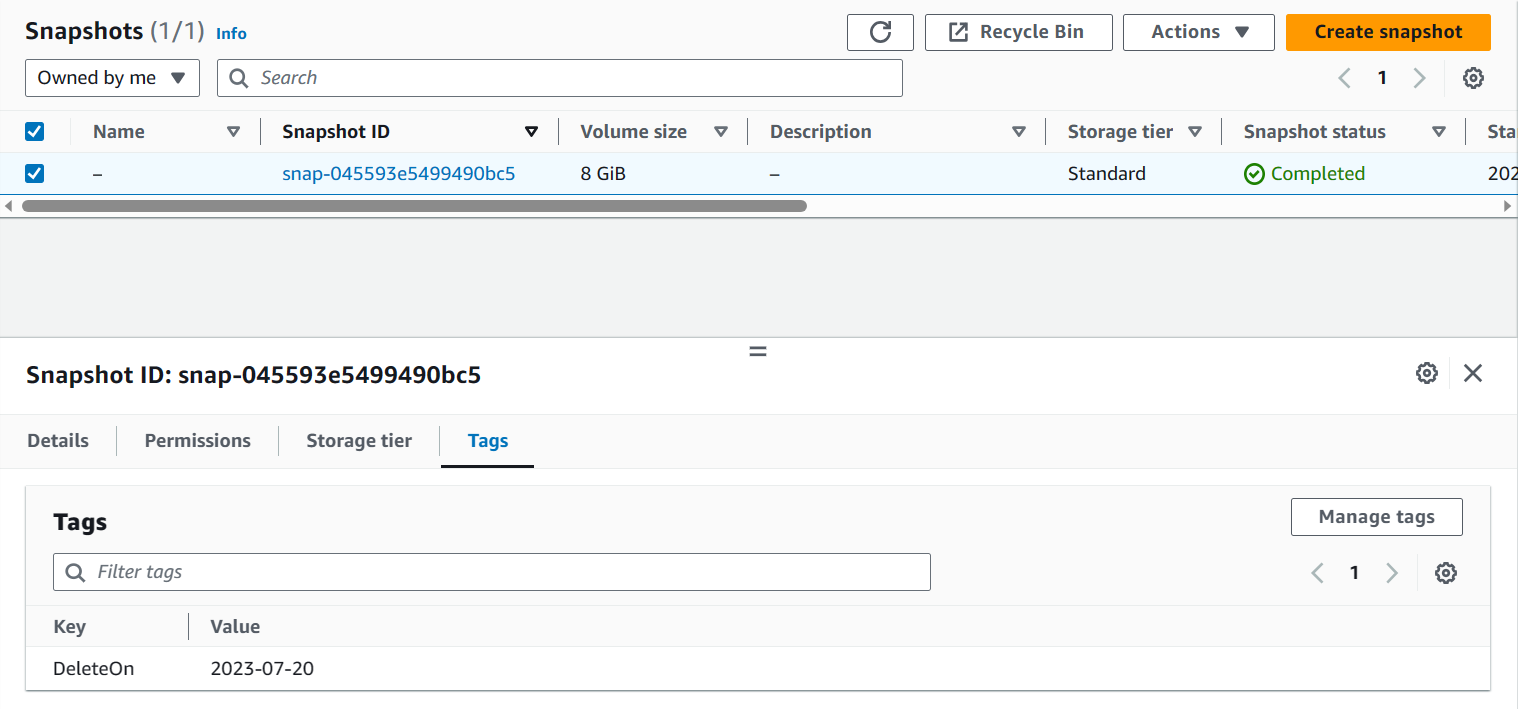 Snapshots (1/1) Info
Recycle Bin
Actions
Create snapshot
Owned by me
Search
1
Name
Snapshot ID
Volume size
Description
Storage tier
Snapshot status
Sta
–
snap-045593e5499490bc5
8 GiB
–
Standard
Completed
202
Snapshot ID: snap-045593e5499490bc5
Details
Permissions
Storage tier
Tags
Tags
Manage tags
Filter tags
1
Key
Value
DeleteOn
2023-07-20